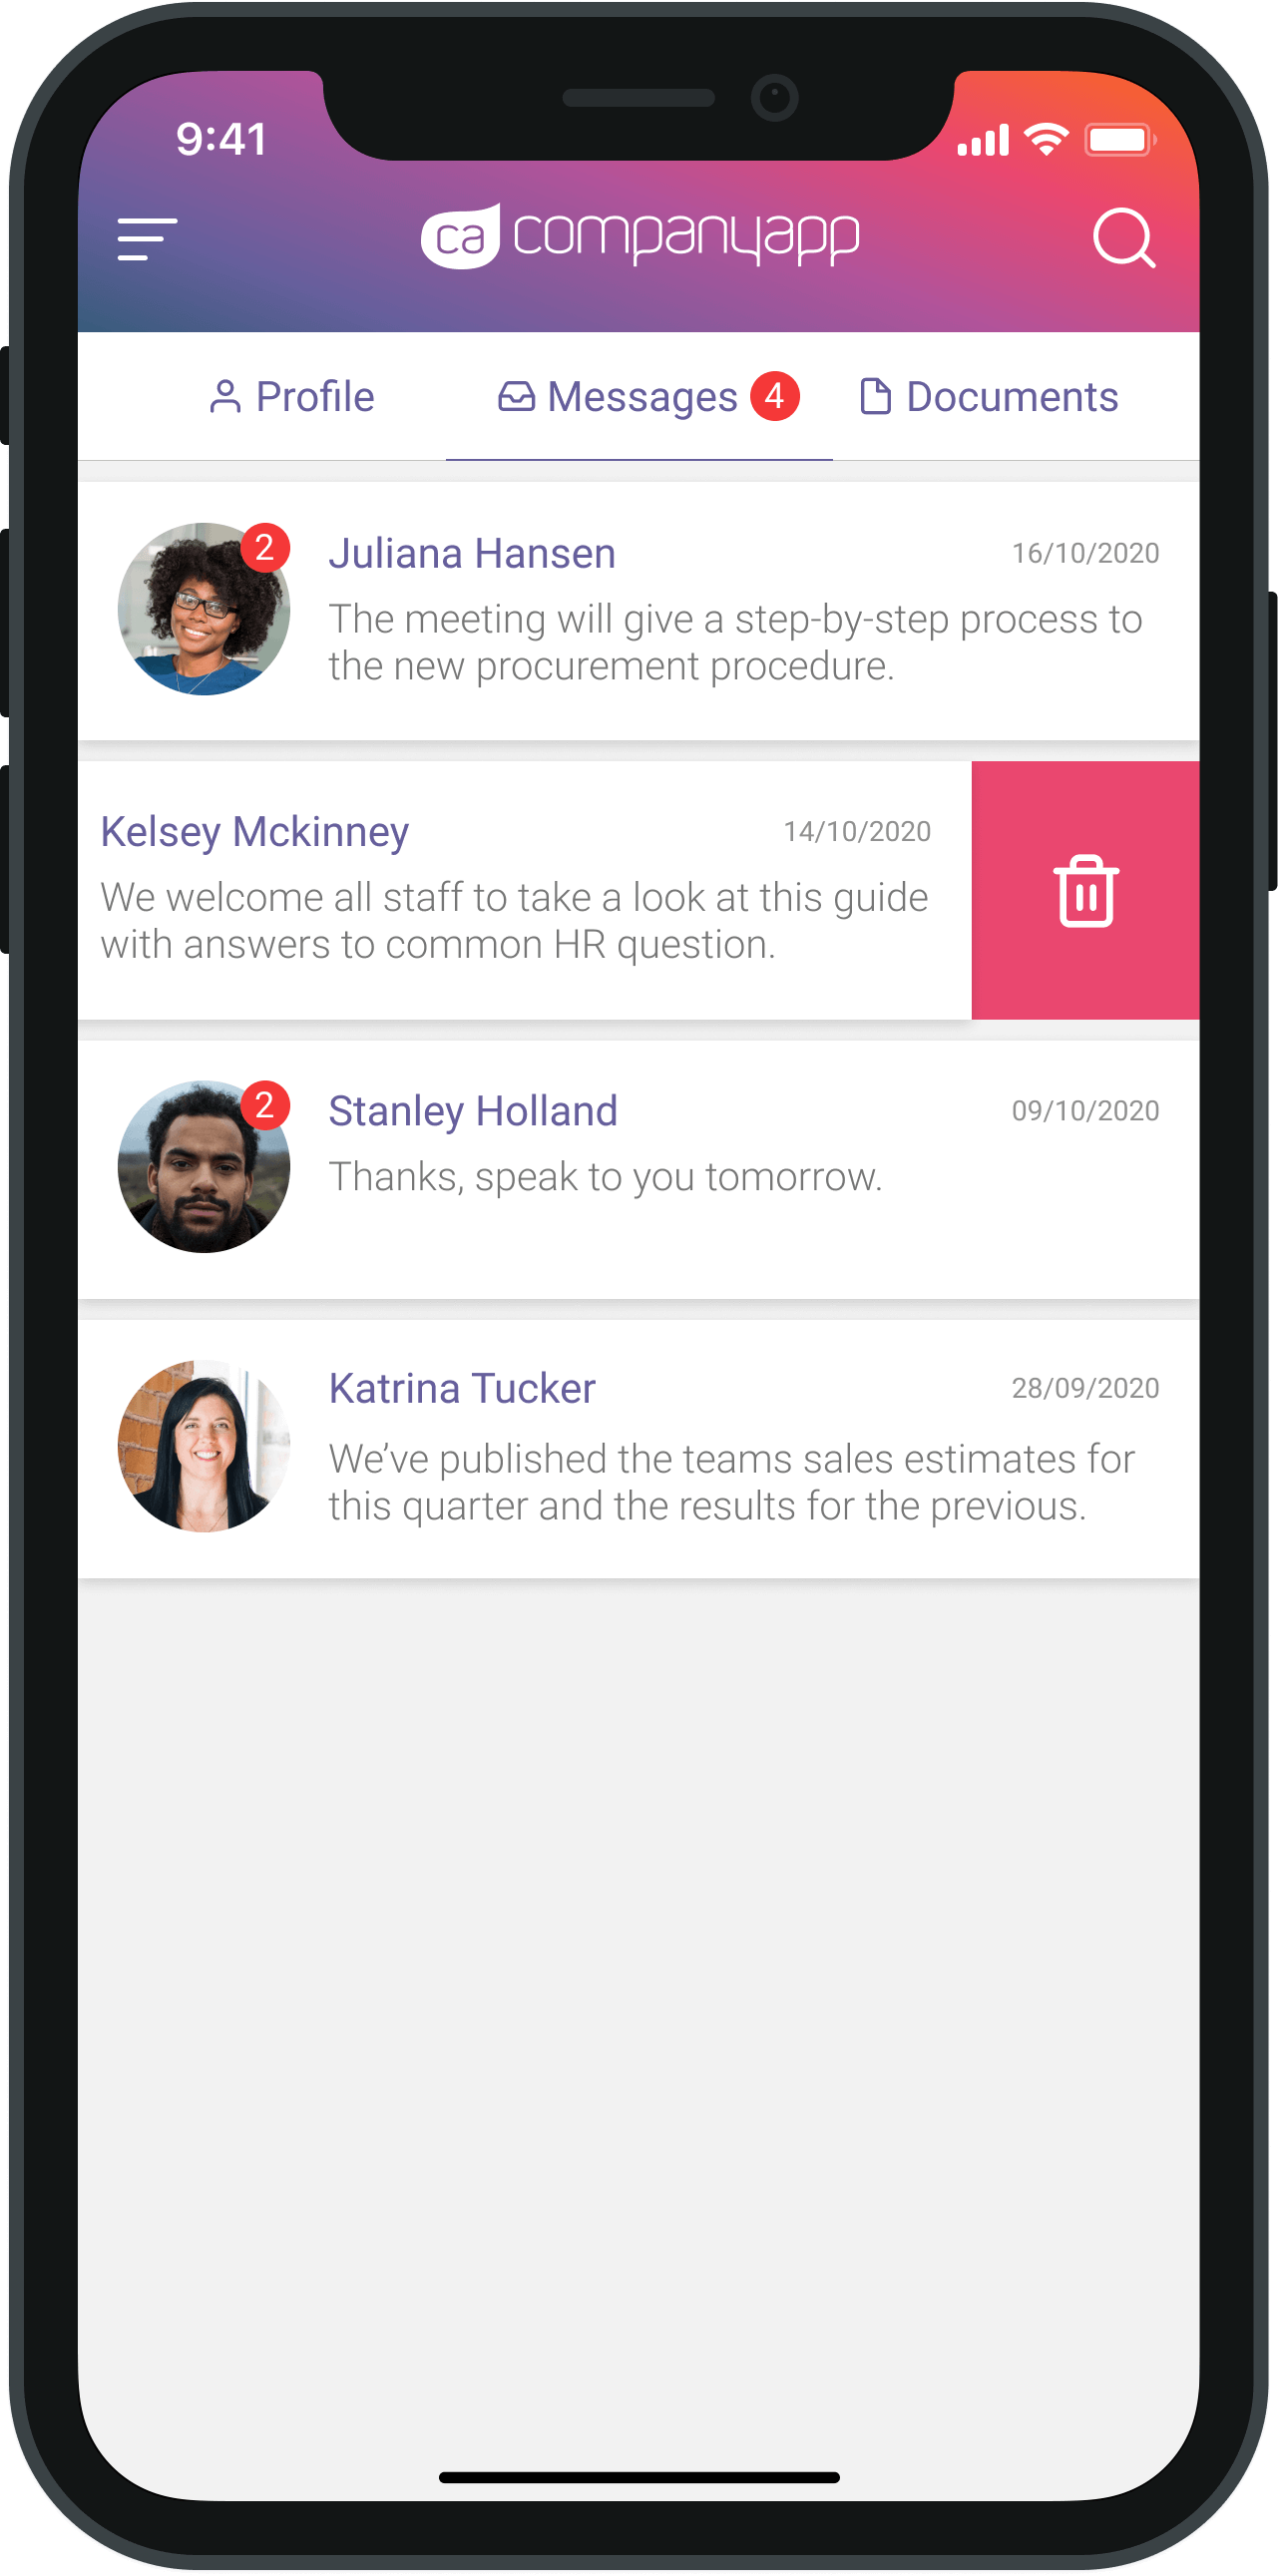 9:41
ca companyapp
Profile
Messages 4
Documents
2
Juliana Hansen
16/10/2020
The meeting will give a step-by-step process to
the new procurement procedure.
Kelsey Mckinney
14/10/2020
We welcome all staff to take a look at this guide
with answers to common HR question.
2
Stanley Holland
09/10/2020
Thanks, speak to you tomorrow.
Katrina Tucker
28/09/2020
We’ve published the teams sales estimates for
this quarter and the results for the previous.